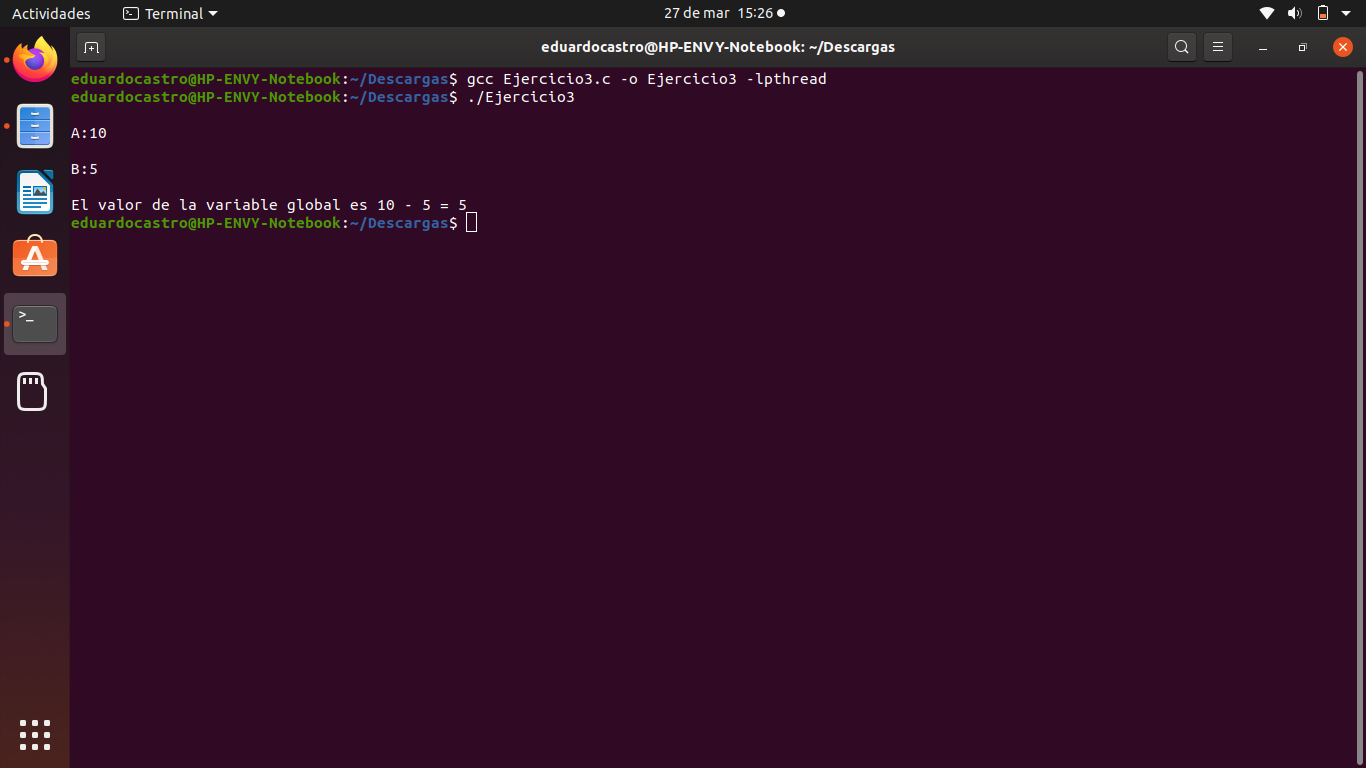 Actividades Terminal 27 de mar 15:26
eduardocastro@HP-ENVY-Notebook: ~/Descargas
eduardocastro@HP-ENVY-Notebook:~/Descargas$ gcc Ejercicio3.c -o Ejercicio3 -lpthread
eduardocastro@HP-ENVY-Notebook:~/Descargas$ ./Ejercicio3
A:10
B:5
El valor de la variable global es 10 - 5 = 5
eduardocastro@HP-ENVY-Notebook:~/Descargas$